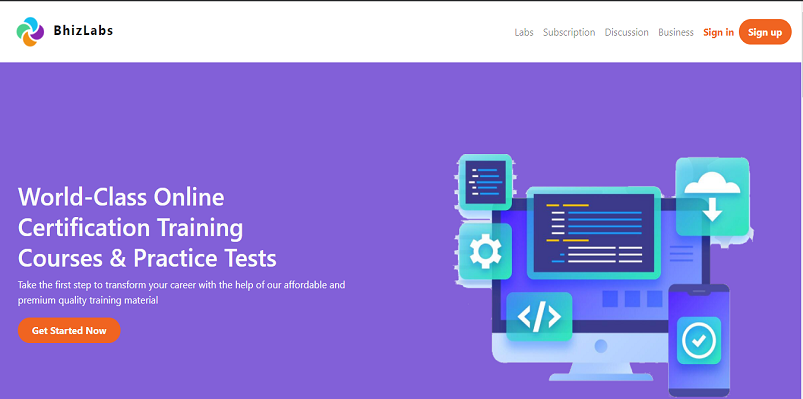 BhizLabs
Labs Subscription Discussion Business Sign in Sign up
World-Class Online
Certification Training
Courses & Practice Tests
Take the first step to transform your career with the help of our affordable and
premium quality training material
Get Started Now
</>